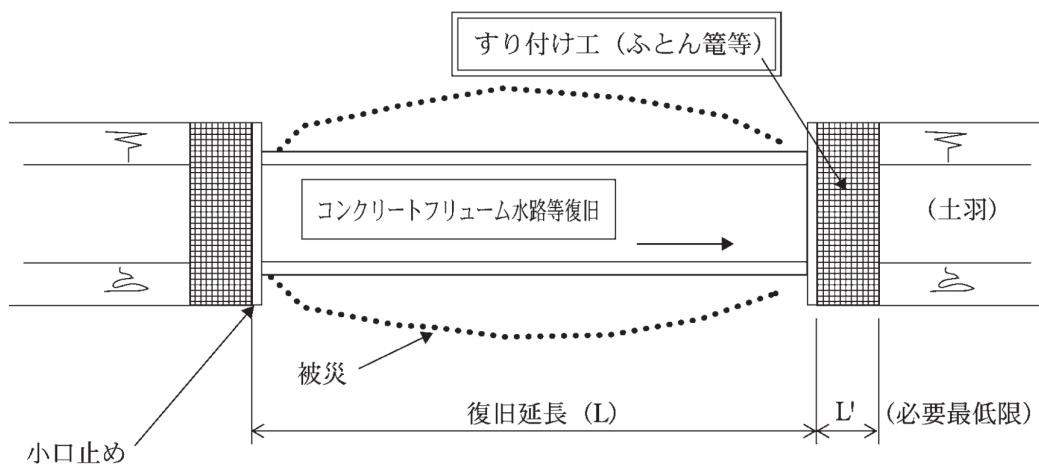 すり付け工（ふとん篭等）
コンクリートフリューム水路等復旧
（土羽）
被災
復旧延長（L）
L'
（必要最低限）
小口止め